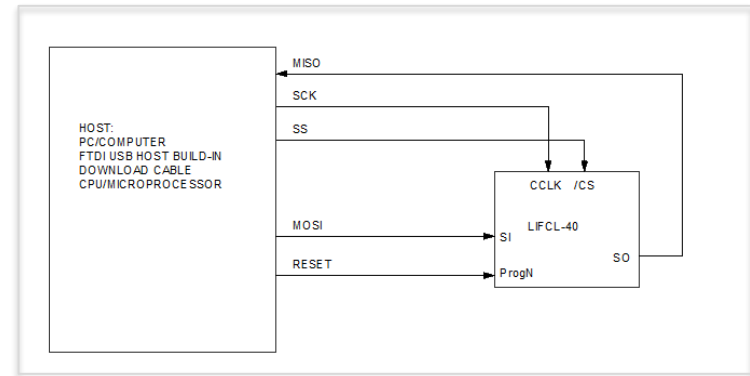 MISO
SCK
HOST:
PC/COMPUTER
SS
FTDI USB HOST BUILD-IN
DOWNLOAD CABLE
CPU/MICROPROCESSOR
CCLK /CS
MOSI
LIFCL-40
SI
SO
RESET
ProgN